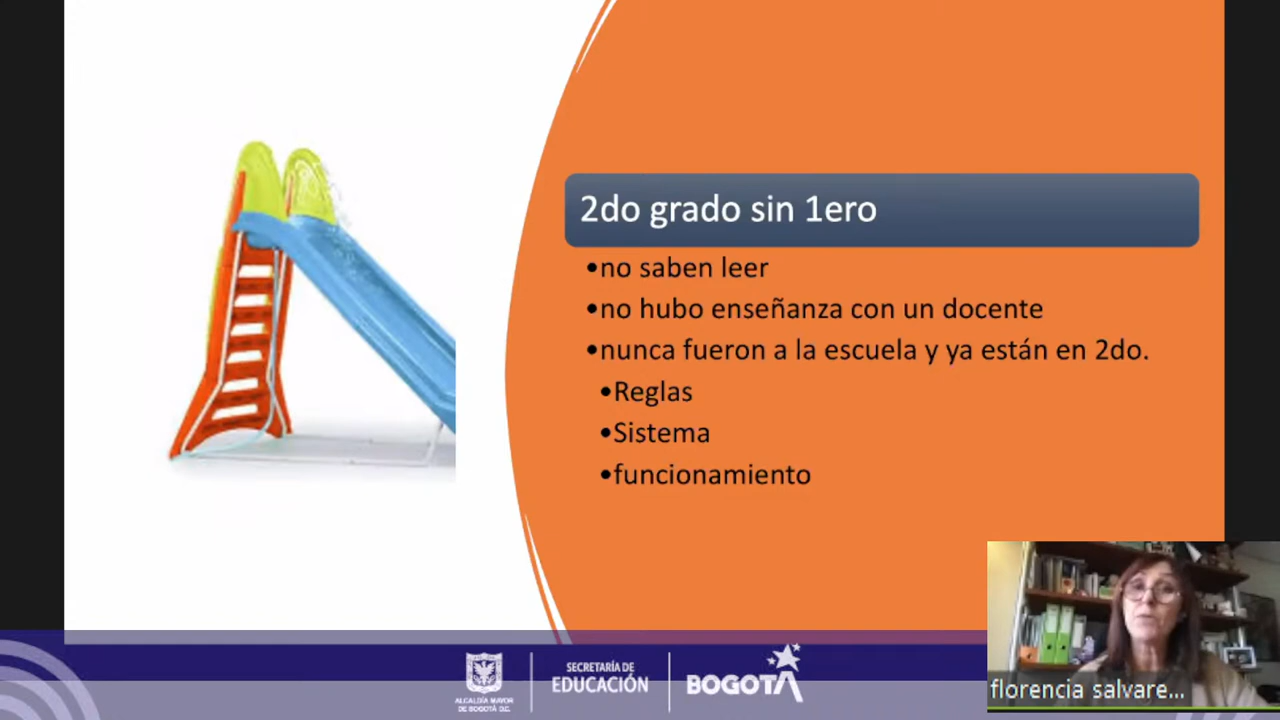 2do grado sin 1ero
•no saben leer
•no hubo enseñanza con un docente
•nunca fueron a la escuela y ya están en 2do.
•Reglas
•Sistema
•funcionamiento
ALCALDÍA MAYOR
DE BOGOTÁ D.C.
SECRETARÍA DE
EDUCACIÓN
BOGOTÁ
florencia salvare...